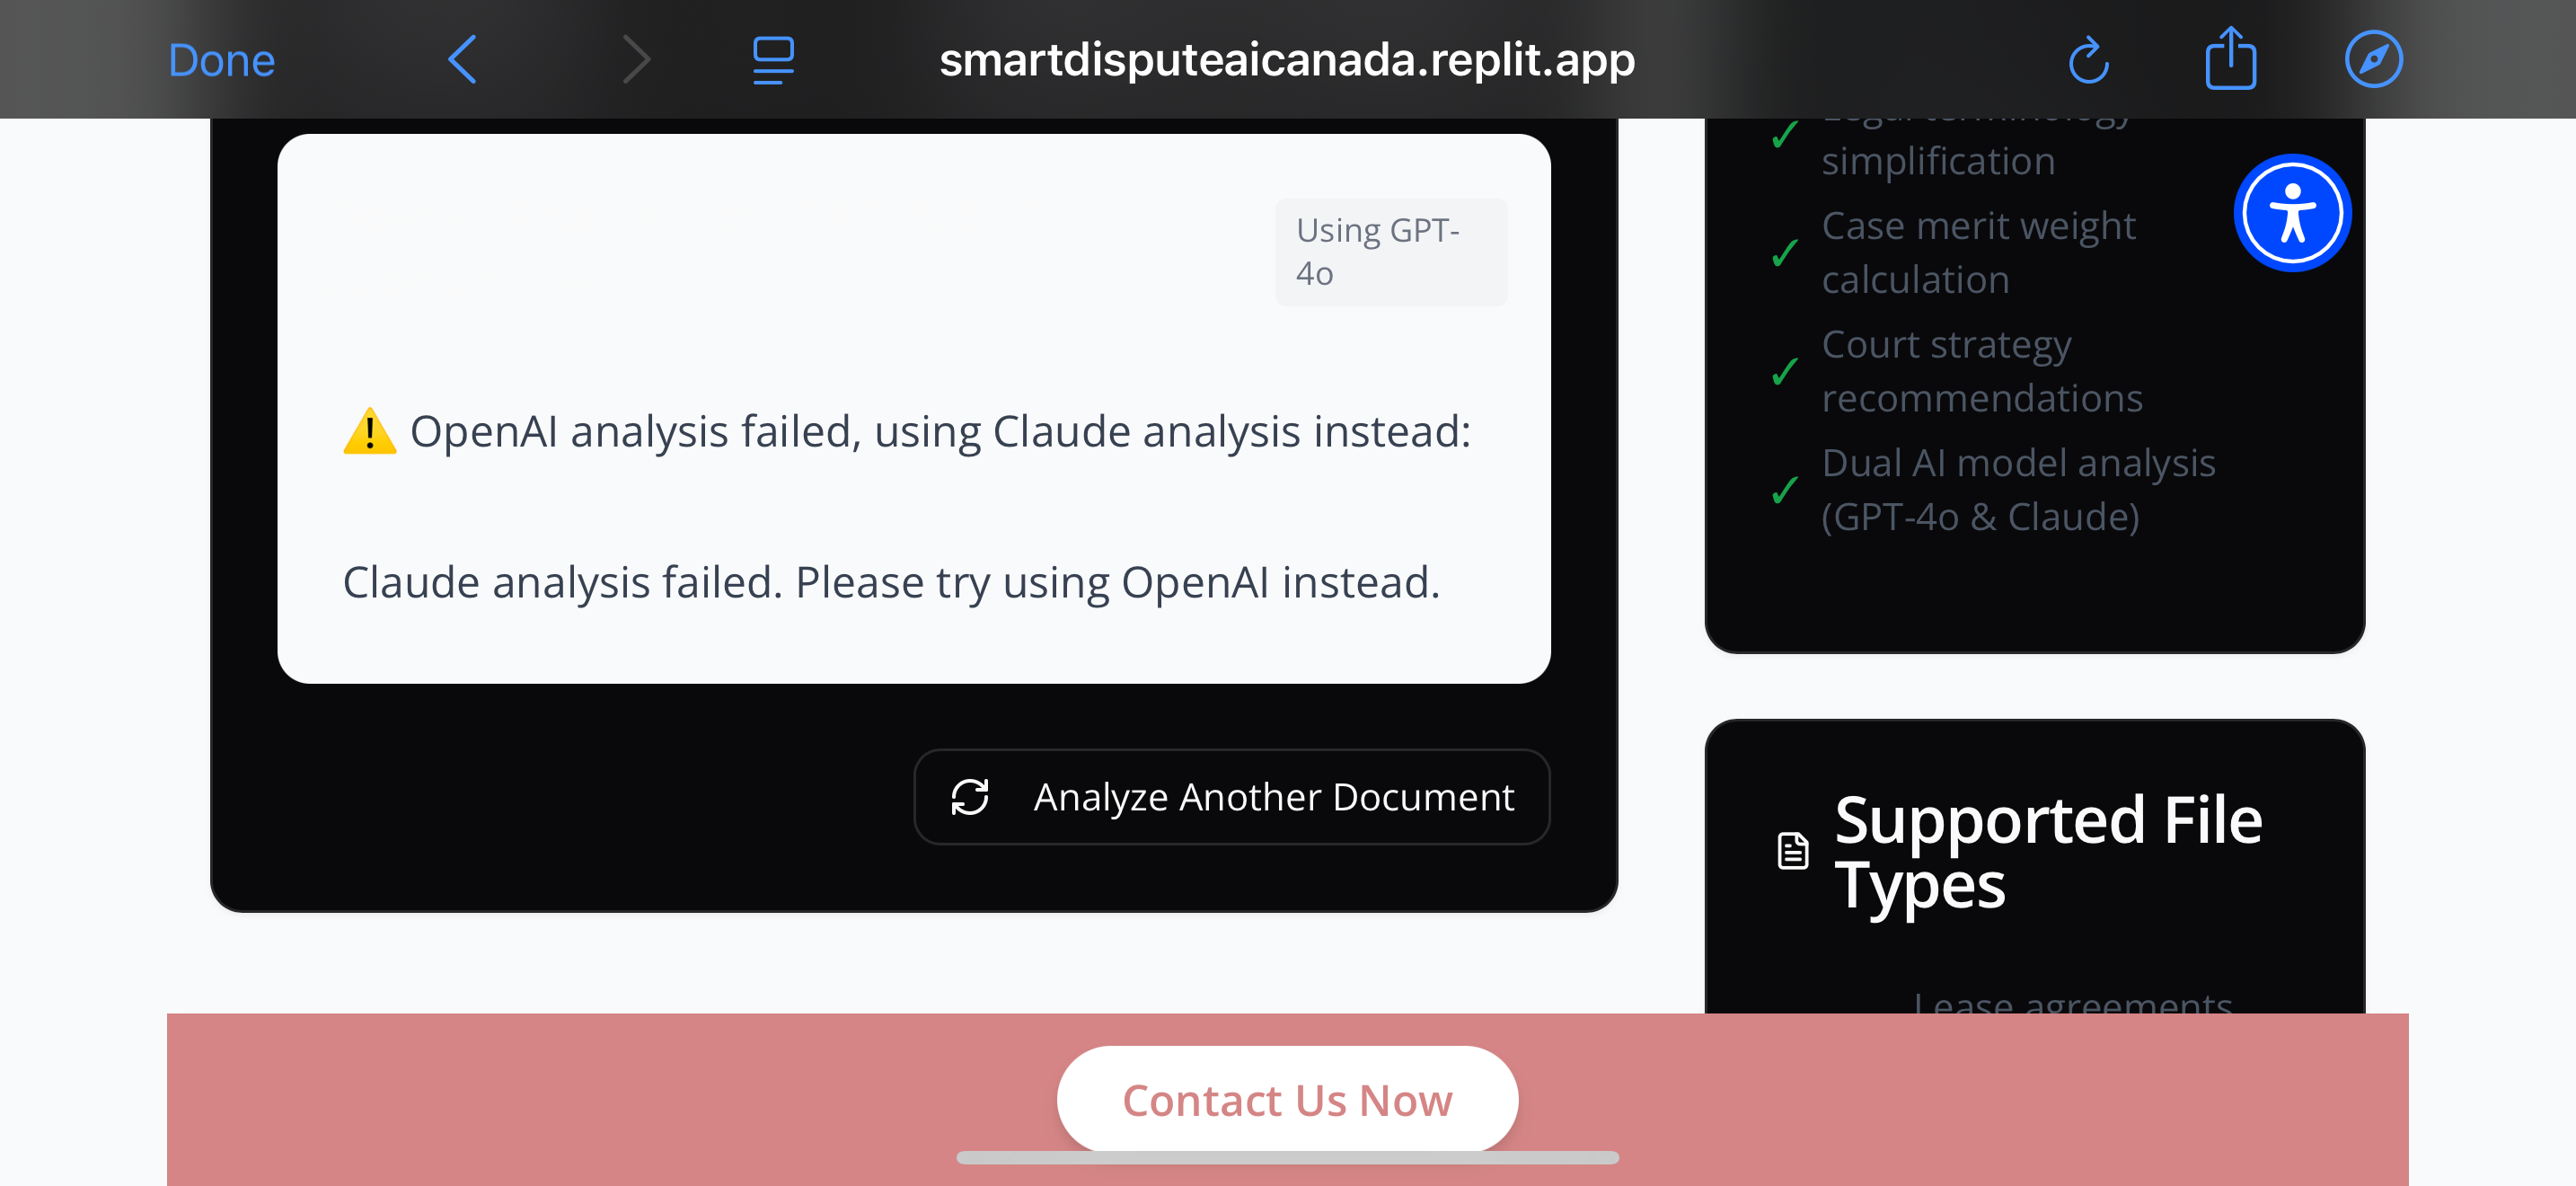 Done
smartdisputeaicanada.replit.app
Using GPT-
4o
⚠️ OpenAI analysis failed, using Claude analysis instead:
Claude analysis failed. Please try using OpenAI instead.
Analyze Another Document
simplification
✓ Case merit weight
calculation
✓ Court strategy
recommendations
✓ Dual AI model analysis
(GPT-4o & Claude)
Supported File
Types
Lease agreements
Contact Us Now